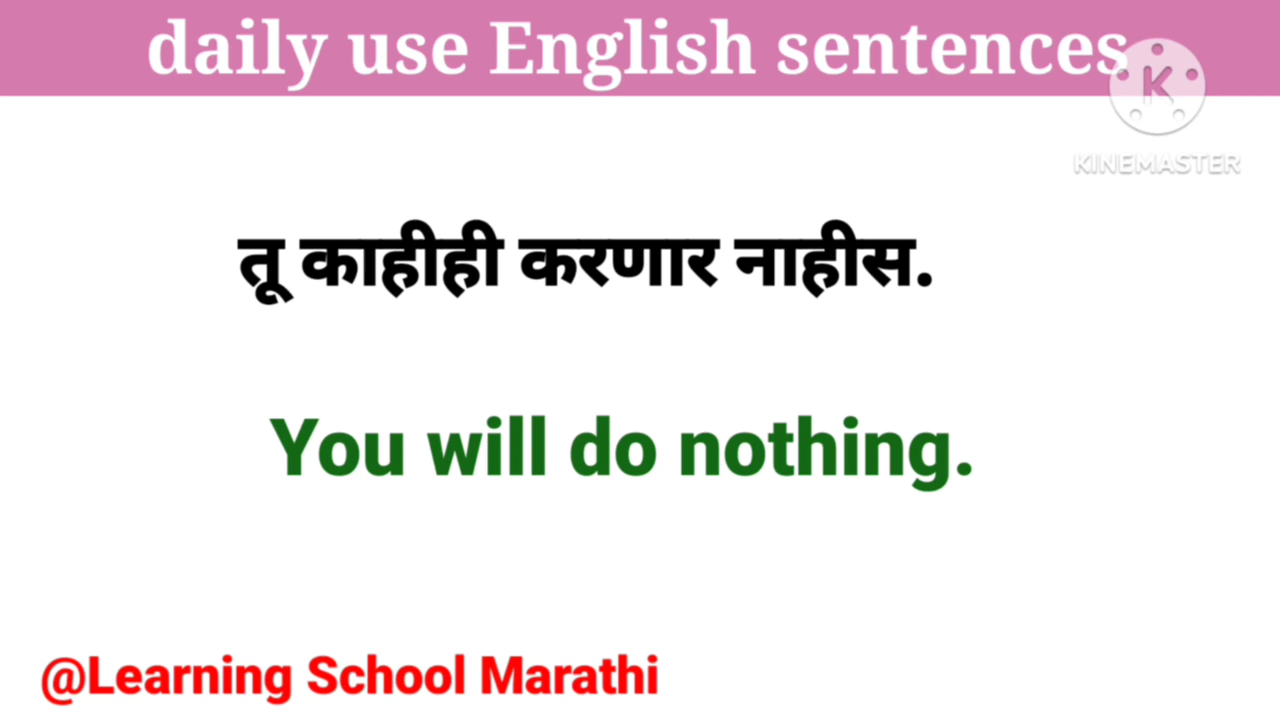 daily use English sentences
K
KINEMASTER
तू काहीही करणार नाहीस.
You will do nothing.
@Learning School Marathi